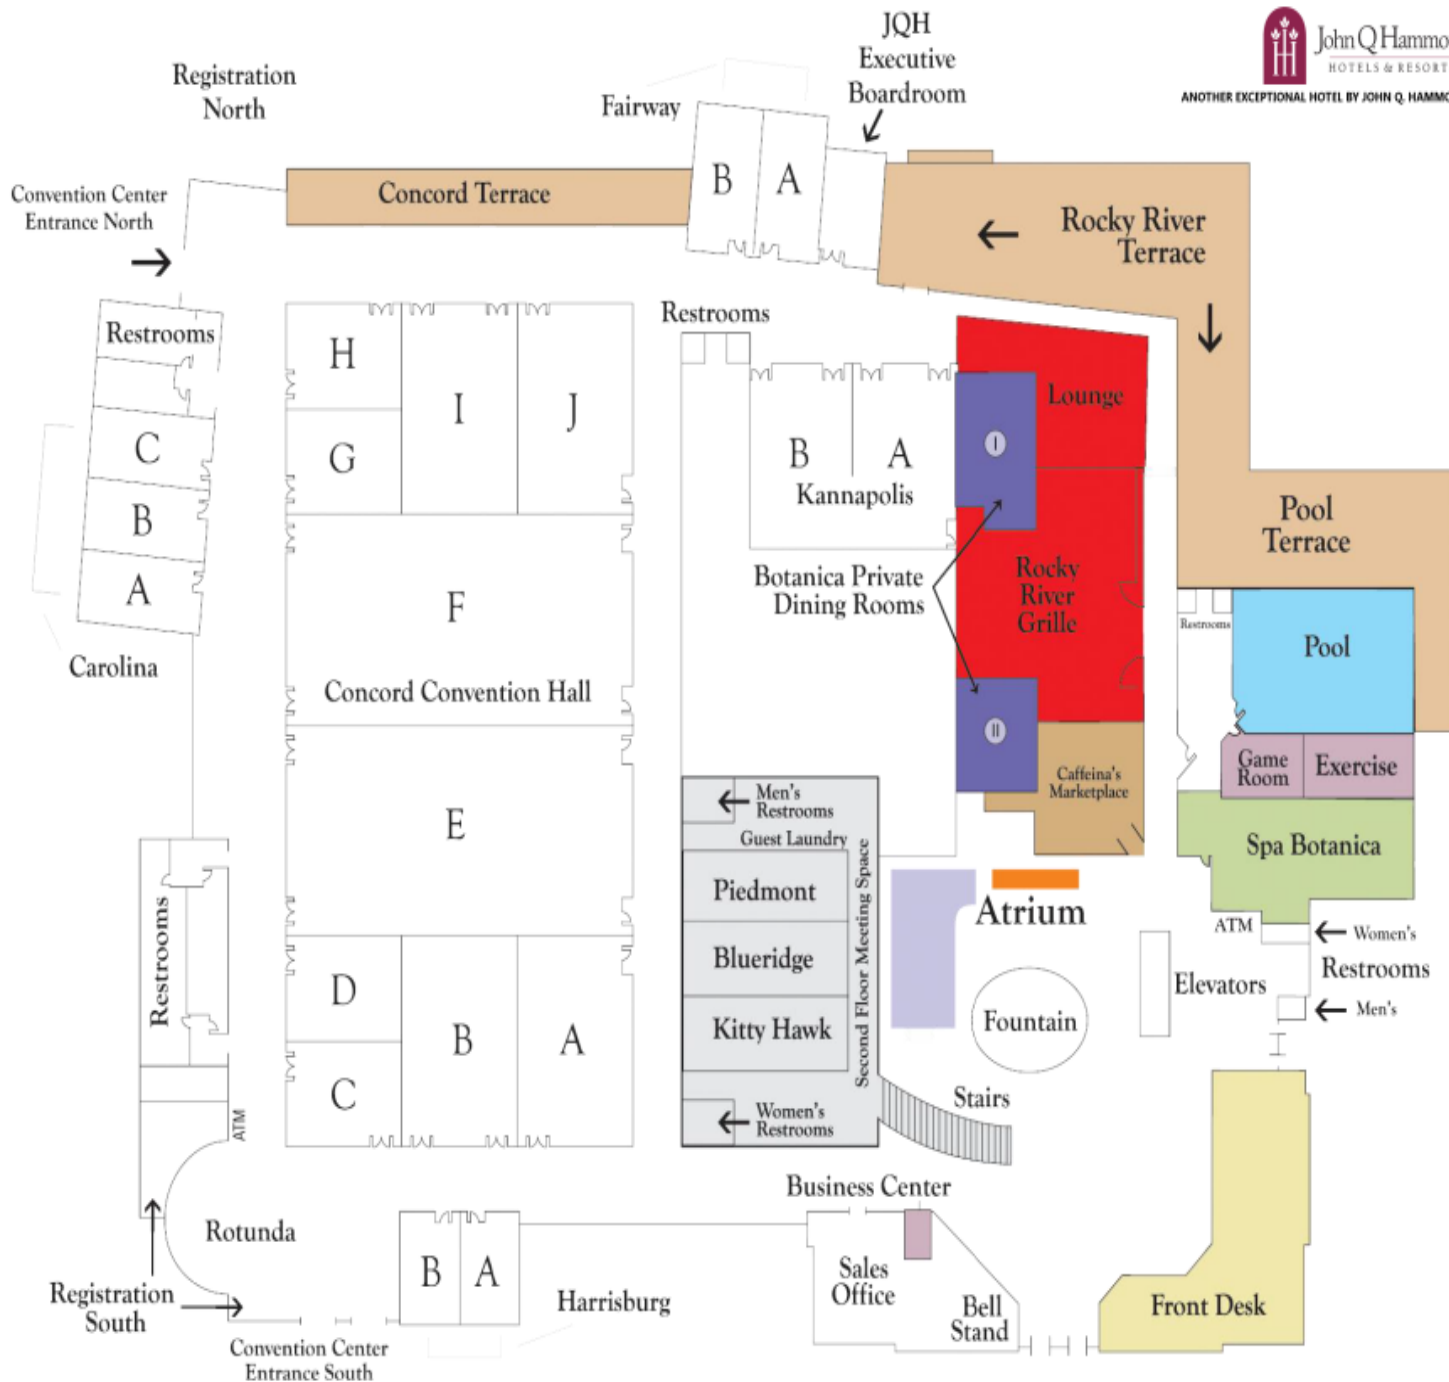 JQH
Executive
Boardroom
John Q Hammo
HOTELS & RESORT
ANOTHER EXCEPTIONAL HOTEL BY JOHN Q. HAMMO
Registration
North
Fairway
B
A
Convention Center
Entrance North
Concord Terrace
Rocky River
Terrace
Restrooms
Restrooms
H
I
J
G
C
B
A
Carolina
Lounge
I
B
A
Kannapolis
Pool
Terrace
Botanica Private
Dining Rooms
Rocky
River
Grille
Restrooms
Pool
F
Concord Convention Hall
II
Caffeina's
Marketplace
Game
Room
Exercise
Men's
Restrooms
Guest Laundry
E
Spa Botanica
Piedmont
Blueridge
Kitty Hawk
Second Floor Meeting Space
Atrium
ATM
Women's
Restrooms
Men's
Elevators
Fountain
Restrooms
D
B
A
C
ATM
Women's
Restrooms
Stairs
Business Center
Rotunda
B
A
Sales
Office
Bell
Stand
Front Desk
Registration
South
Harrisburg
Convention Center
Entrance South